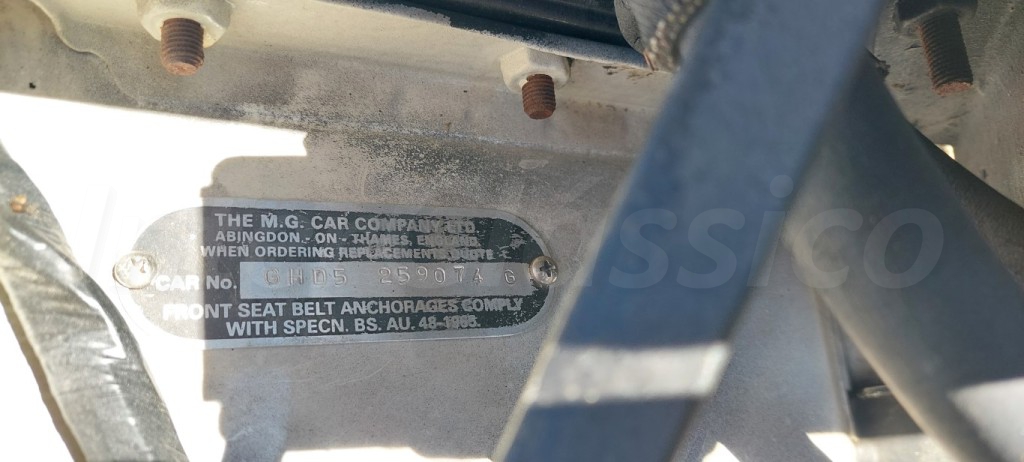 THE M.G. CAR COMPANY LTD.
ABINGDON - ON - THAMES, ENGLAND
WHEN ORDERING REPLACEMENTS QUOTE
CAR No. GHD5 259074 G
FRONT SEAT BELT ANCHORAGES COMPLY
WITH SPECN. BS. AU. 48-1965.